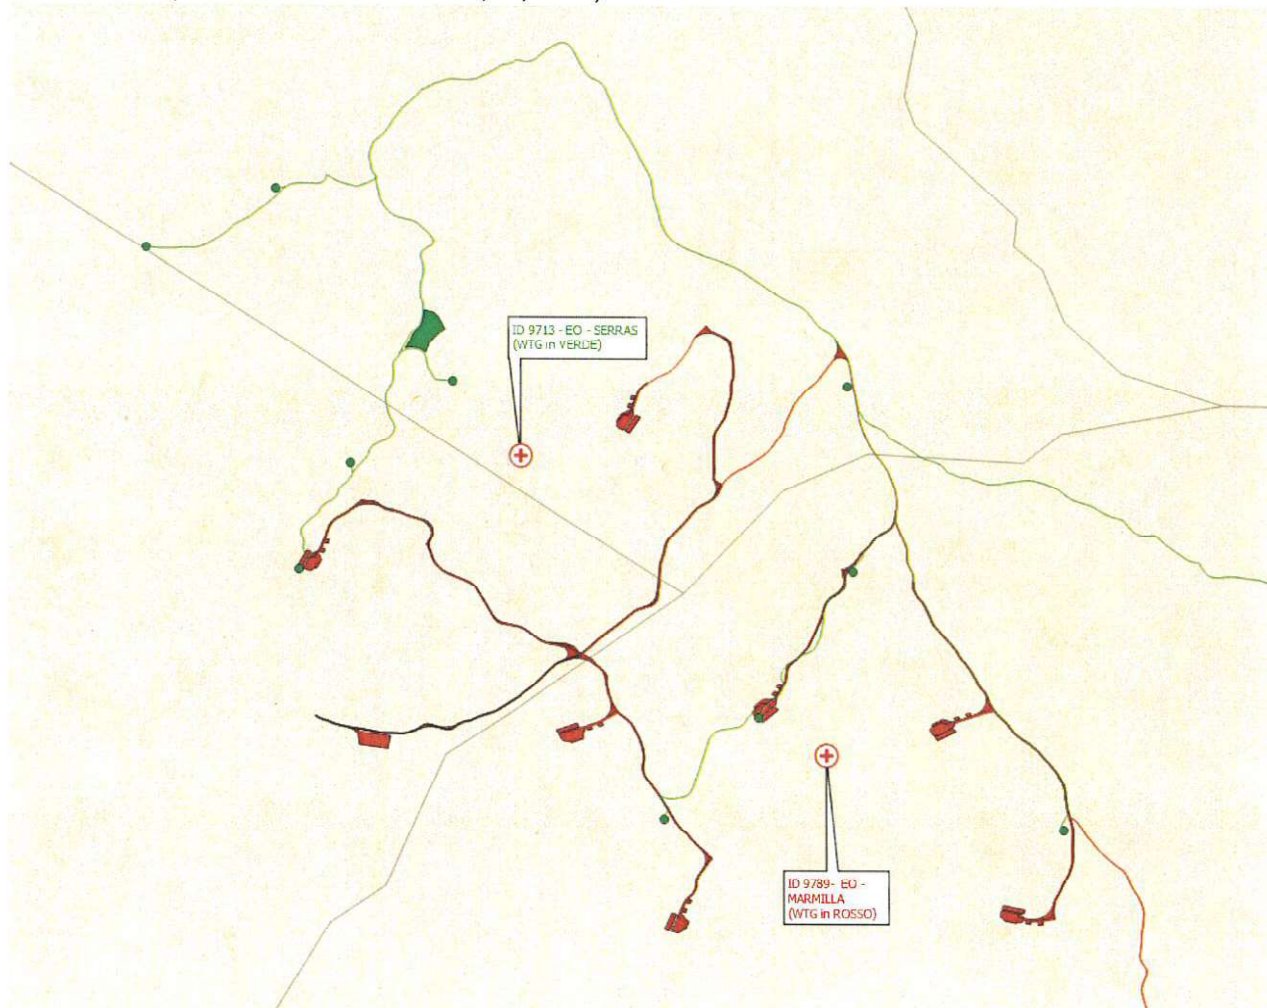 ID 9713 - EO - SERRAS
(WTG in VERDE)
ID 9789- EO -
MARMILLA
(WTG in ROSSO)